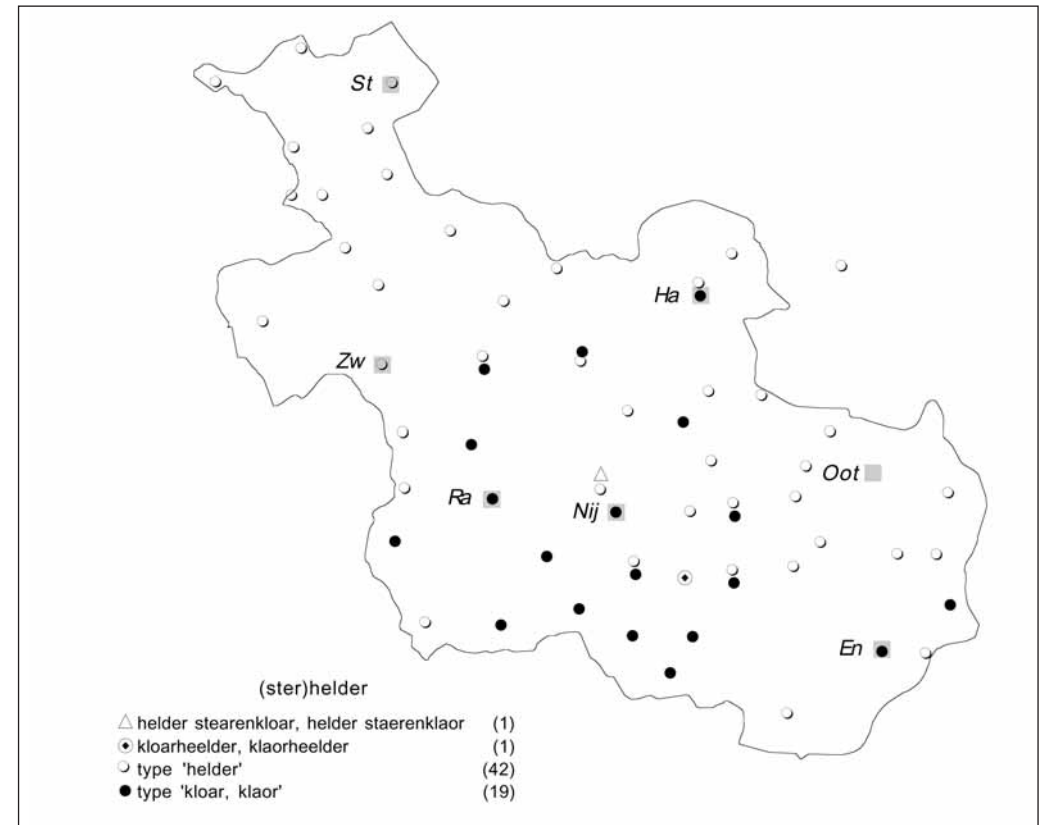 St
Ha
Zw
Oot
Ra
Nij
En
(ster)helder
helder stearenkloar, helder staerenklaor (1)
kloarheelder, klaorheelder (1)
type 'helder' (42)
type 'kloar, klaor' (19)